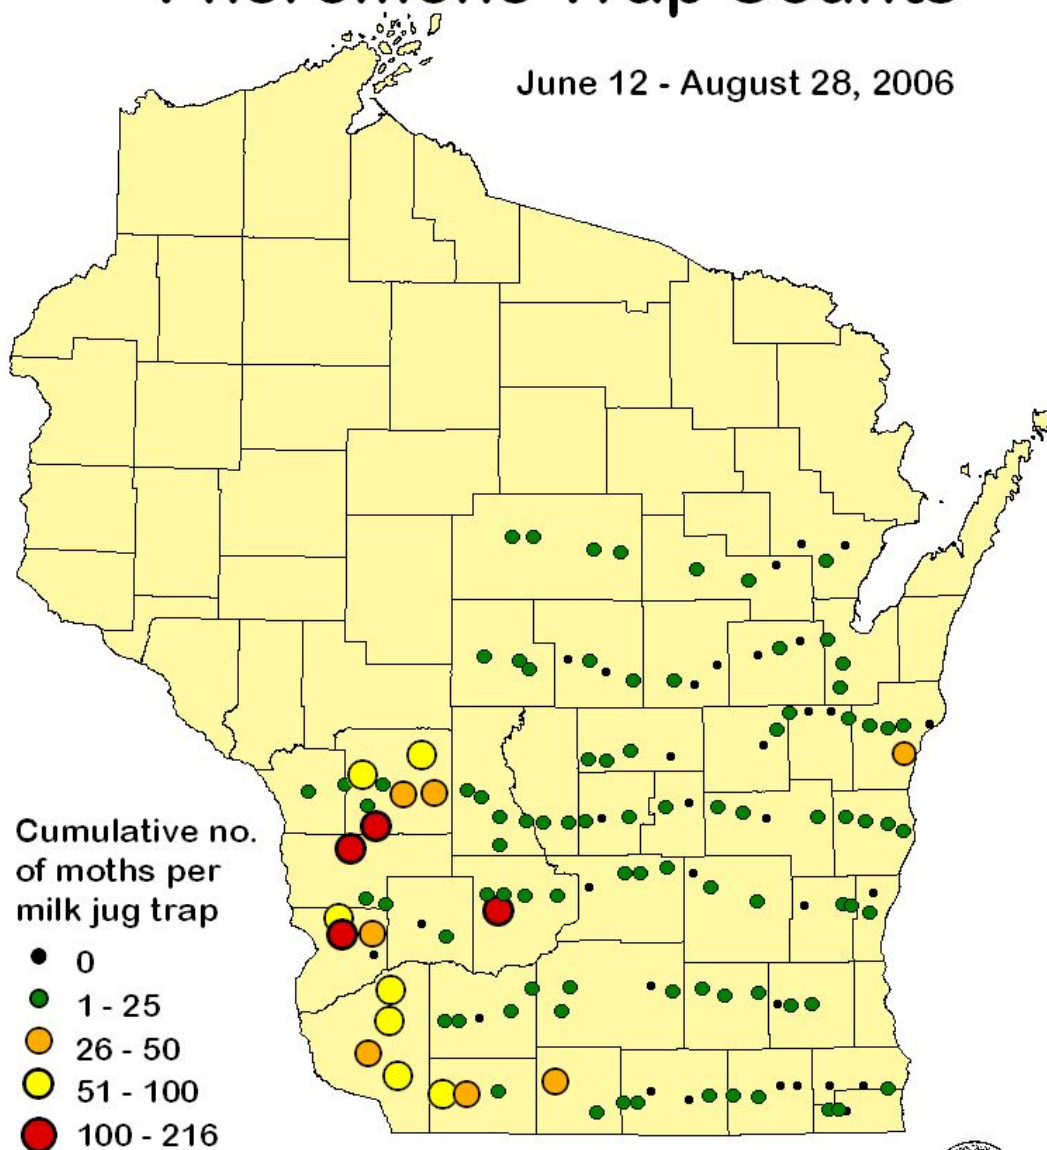 June 12 - August 28, 2006
Cumulative no.
of moths per
milk jug trap
0
1 - 25
26 - 50
51 - 100
100 - 216